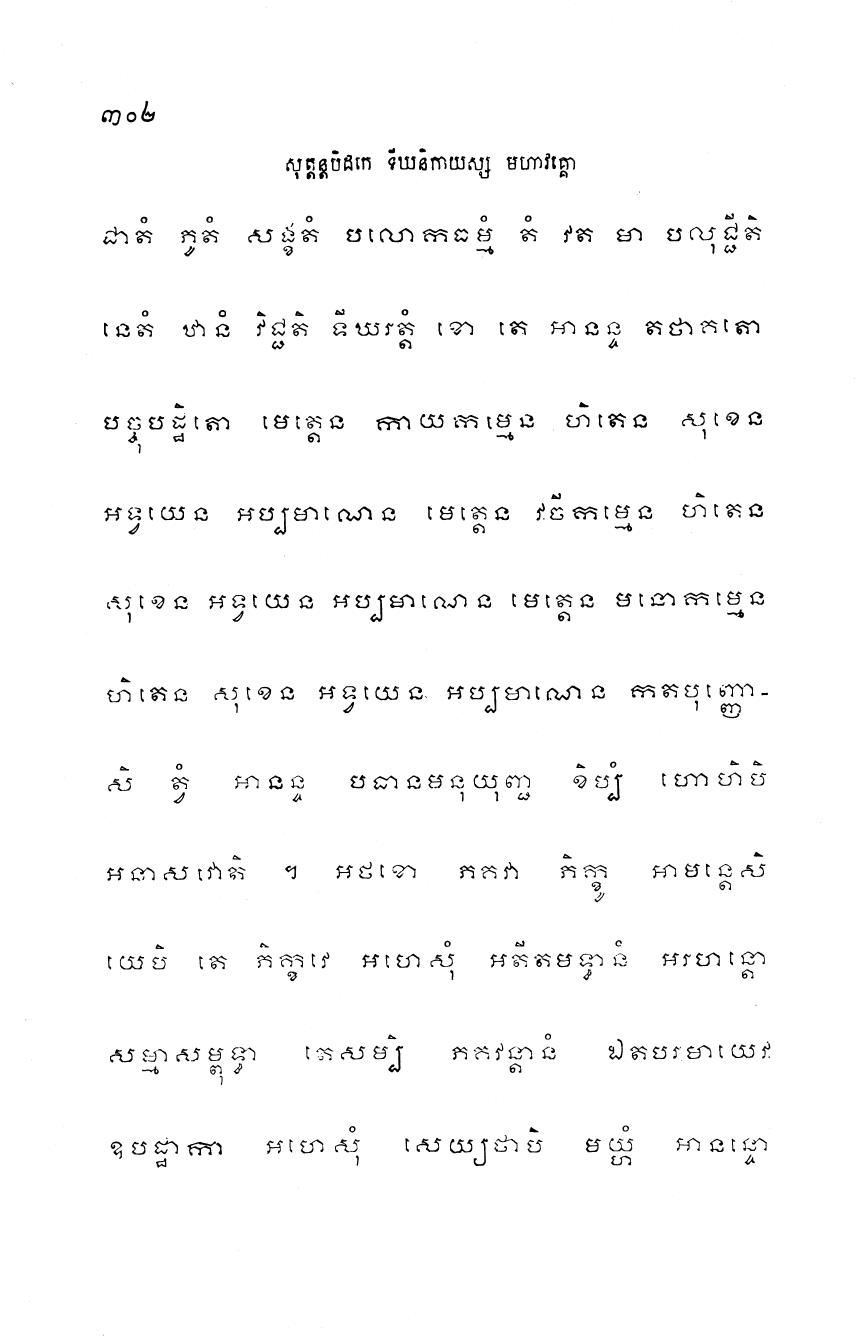 ៣០២
សុត្តន្តបិដកេ ទីឃនិកាយស្ស មហាវគ្គោ
ជាតំ ភូតំ សង្ខតំ បលោកធម្មំ តំ វត មា បលុជ្ជីតិ
នេតំ ឋានំ វិជ្ជតិ ទីឃរត្តំ ខោ តេ អានន្ទ តថាគតោ
បច្ចុបដ្ឋិតោ មេត្តេន កាយកម្មេន ហិតេន សុខេន
អទ្វយេន អប្បមាណេន មេត្តេន វចីកម្មេន ហិតេន
សុខេន អទ្វយេន អប្បមាណេន មេត្តេន មនោកម្មេន
ហិតេន សុខេន អទ្វយេន អប្បមាណេន កតបុញ្ញោ-
សិ ត្វំ អានន្ទ បធានមនុយុញ្ជ ខិប្បំ ហោហិបិ
អនាសវោតិ ។ អថខោ ភគវា ភិក្ខូ អាមន្តេសិ
យេបិ តេ ភិក្ខវេ អហេសុំ អតីតមទ្ធានំ អរហន្តោ
សម្មាសម្ពុទ្ធា តេសម្បិ ភគវន្តានំ ឯតបរមាយេវ
ឧបដ្ឋាកា អហេសុំ សេយ្យថាបិ មយ្ហំ អានន្ទោ